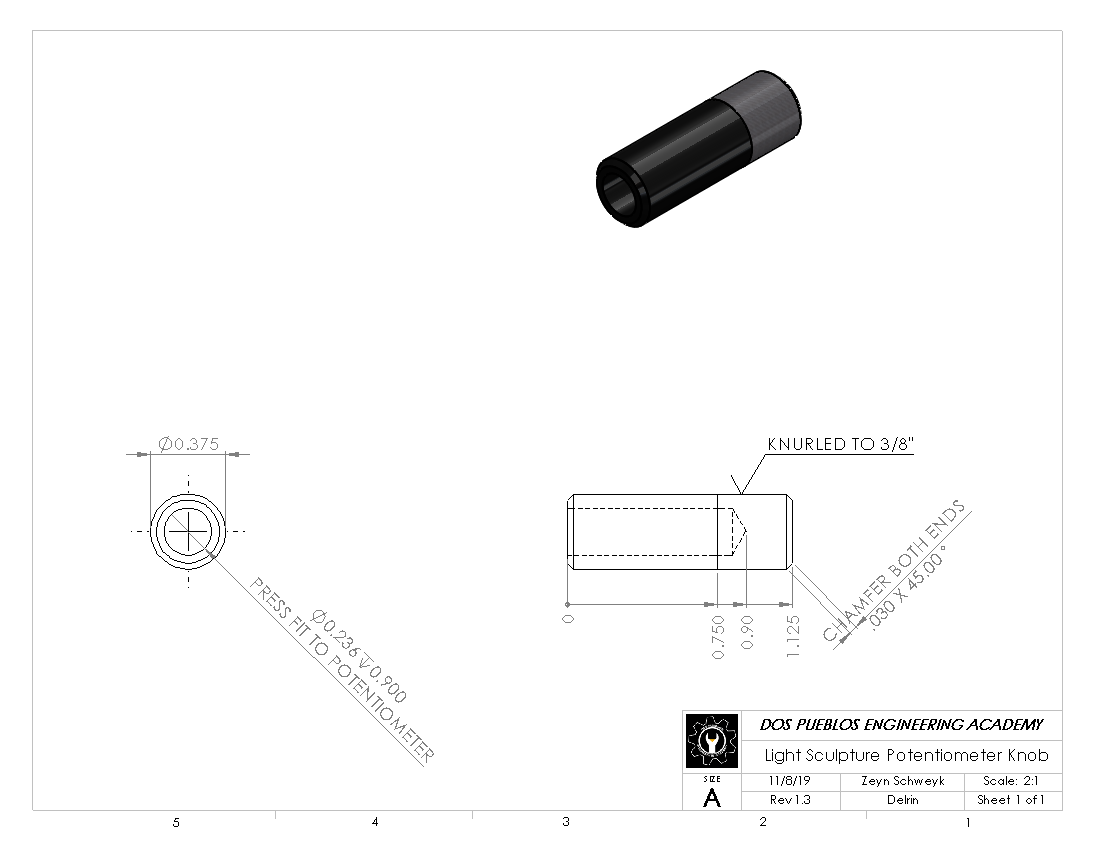 Ø0.375
KNURLED TO 3/8"
Ø0.236↧0.900
PRESS FIT TO POTENTIOMETER
CHAMFER BOTH ENDS
.030 X 45.00°
0
0.750
0.90
1.125
DOS PUEBLOS ENGINEERING ACADEMY
Light Sculpture Potentiometer Knob
SIZE
A
11/8/19
Zeyn Schweyk
Scale: 2:1
Rev 1.3
Delrin
Sheet 1 of 1
5
4
3
2
1